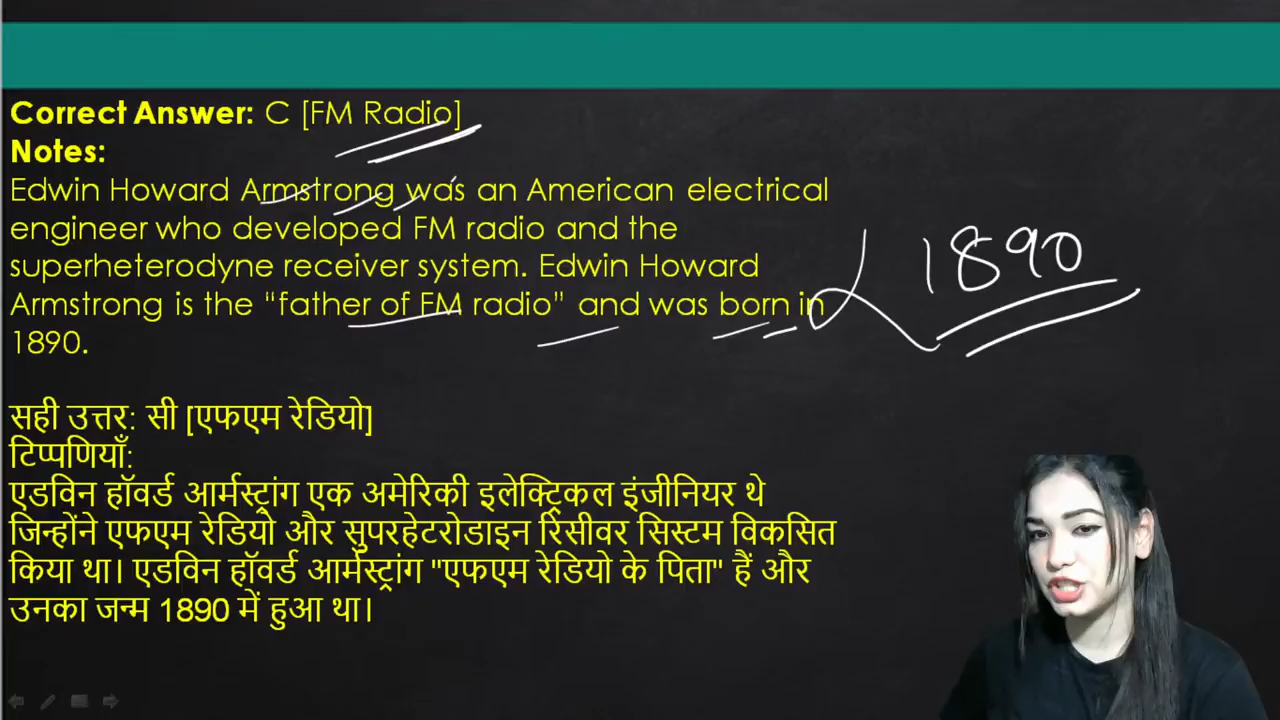 Correct Answer: C [FM Radio]
Notes:
Edwin Howard Armstrong was an American electrical
engineer who developed FM radio and the
superheterodyne receiver system. Edwin Howard
Armstrong is the “father of FM radio” and was born in
1890.
1890
सही उत्तर: सी [एफएम रेडियो]
टिप्पणियाँ:
एडविन हॉवर्ड आर्मस्ट्रांग एक अमेरिकी इलेक्ट्रिकल इंजीनियर थे
जिन्होंने एफएम रेडियो और सुपरहेटरोडाइन रिसीवर सिस्टम विकसित
किया था। एडविन हॉवर्ड आर्मस्ट्रांग "एफएम रेडियो के पिता" हैं और
उनका जन्म 1890 में हुआ था।